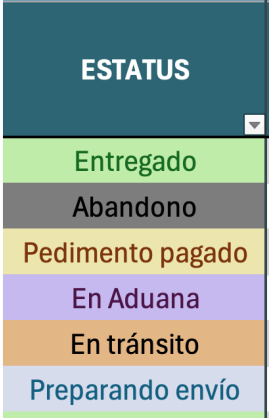 ESTATUS
Entregado
Abandono
Pedimento pagado
En Aduana
En tránsito
Preparando envío